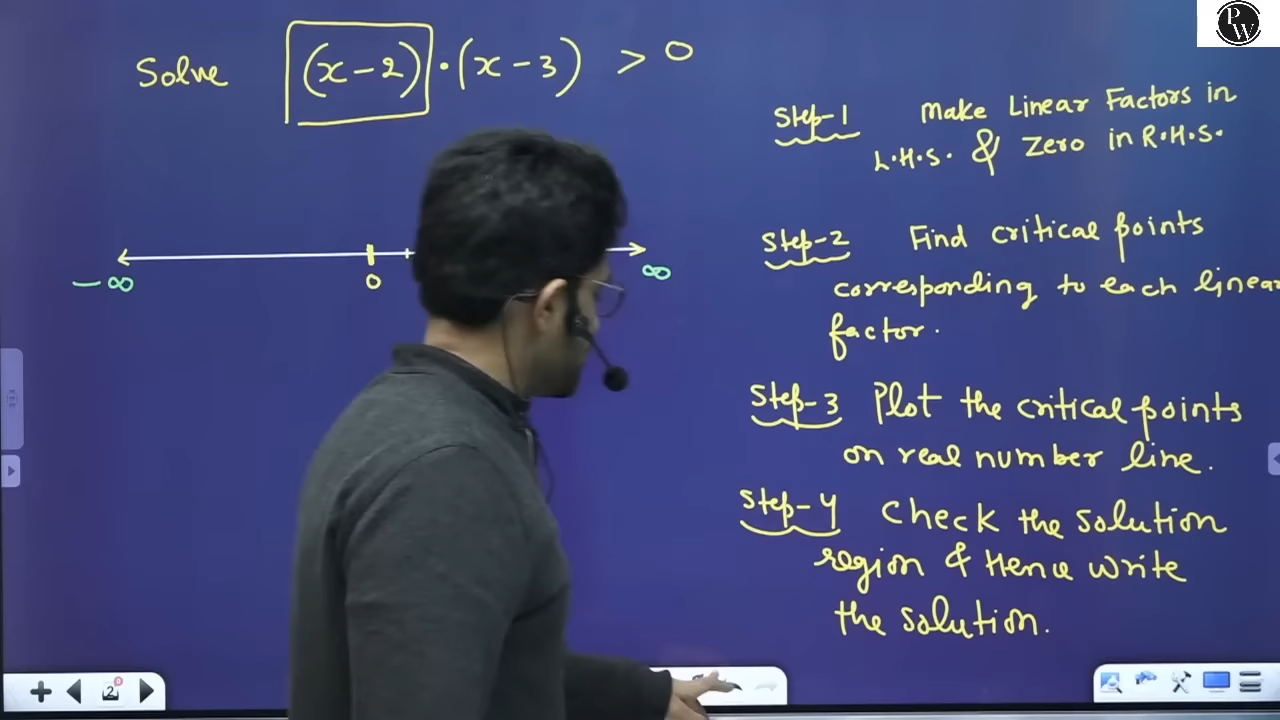 Solve (x-2)·(x-3) > 0
-∞ 0 ∞
Step-1 Make Linear Factors in
L.H.S. & Zero in R.H.S.
Step-2 Find critical points
corresponding to each linear
factor.
Step-3 Plot the critical points
on real number line.
Step-4 Check the solution
region & Hence write
the solution.
PW
2